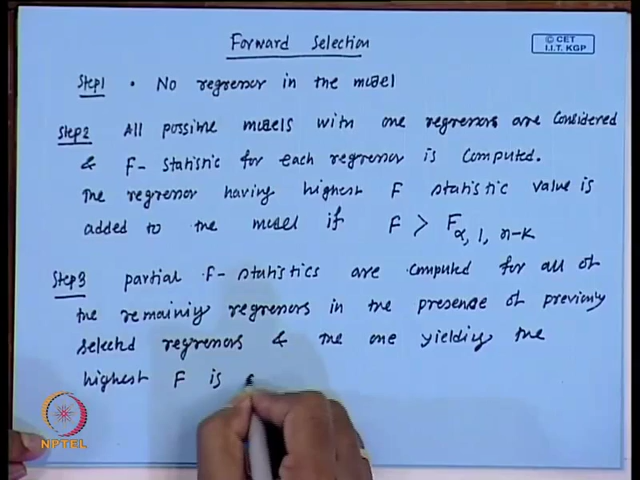 Forward Selection
© CET
I.I.T. KGP
Step1 • No regressor in the model
Step2 All possible models with one regressors are considered
& F- statistic for each regressor is computed.
The regressor having highest F statistic value is
added to the model if F > F α, 1, n-k
Step3 partial F-statistics are computed for all of
the remaining regressors in the presence of previously
selected regressors & the one yielding the
highest F is
NPTEL